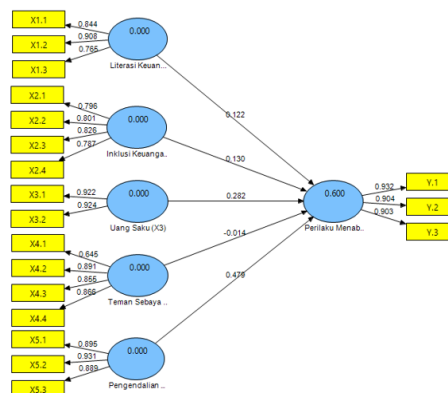 X1.1
0.844
X1.2
0.908
X1.3
0.765
0.000
Literasi Keuan...
X2.1
0.796
X2.2
0.801
X2.3
0.826
X2.4
0.787
0.000
Inklusi Keuanga..
X3.1
0.922
X3.2
0.924
0.000
Uang Saku (X3)
X4.1
0.645
X4.2
0.891
X4.3
0.855
X4.4
0.866
0.000
Teman Sebaya ..
X5.1
0.895
X5.2
0.931
X5.3
0.889
0.000
Pengendalian ..
0.122
0.130
0.282
-0.014
0.479
0.600
Perilaku Menab..
0.932
Y.1
0.904
Y.2
0.903
Y.3